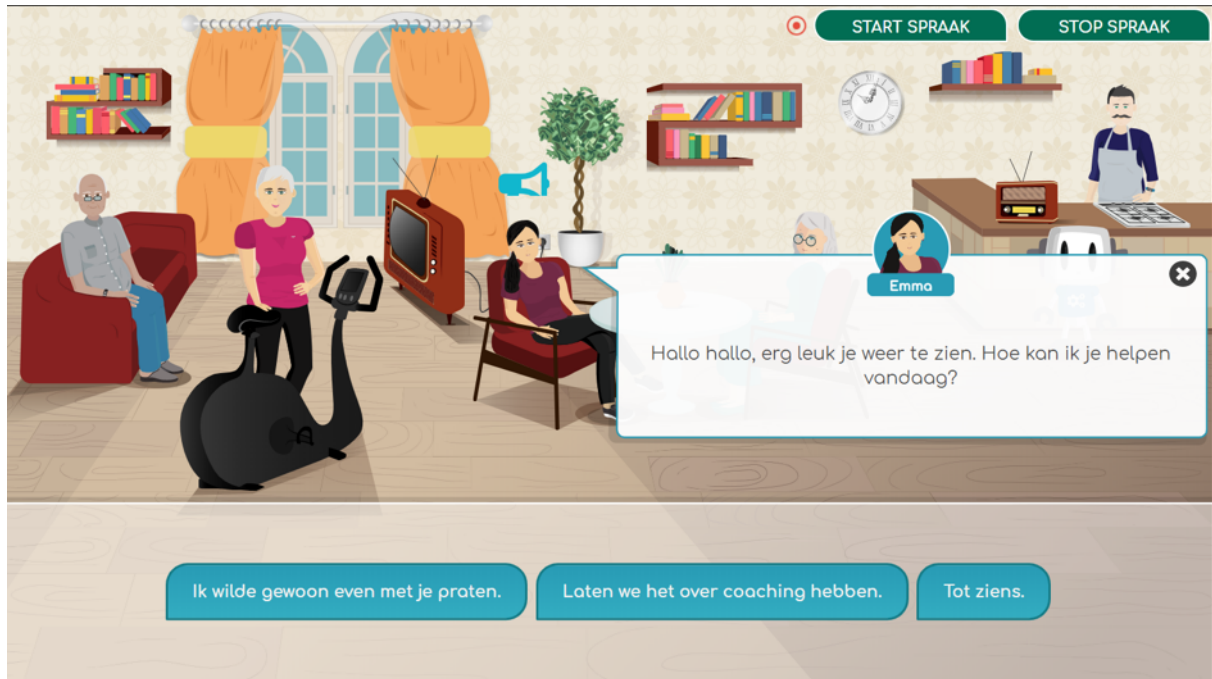 START SPRAAK
STOP SPRAAK
Emma
Hallo hallo, erg leuk je weer te zien. Hoe kan ik je helpen
vandaag?
Ik wilde gewoon even met je praten.
Laten we het over coaching hebben.
Tot ziens.